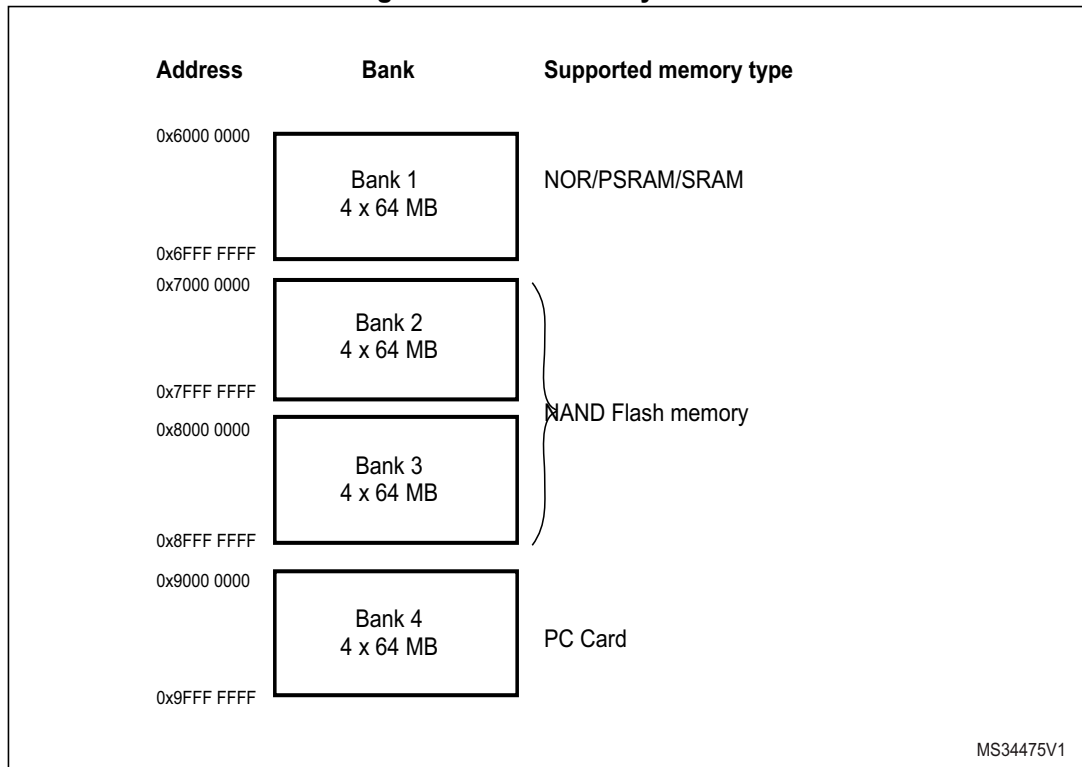 Address Bank Supported memory type
0x6000 0000
Bank 1
4 x 64 MB
NOR/PSRAM/SRAM
0x6FFF FFFF
0x7000 0000
Bank 2
4 x 64 MB
0x7FFF FFFF
NAND Flash memory
0x8000 0000
Bank 3
4 x 64 MB
0x8FFF FFFF
0x9000 0000
Bank 4
4 x 64 MB
PC Card
0x9FFF FFFF
MS34475V1